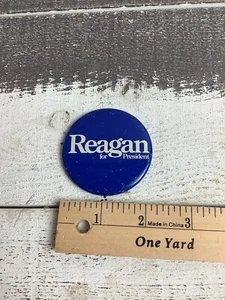 Reagan
for President
1 2 Made in China 3
One Yard